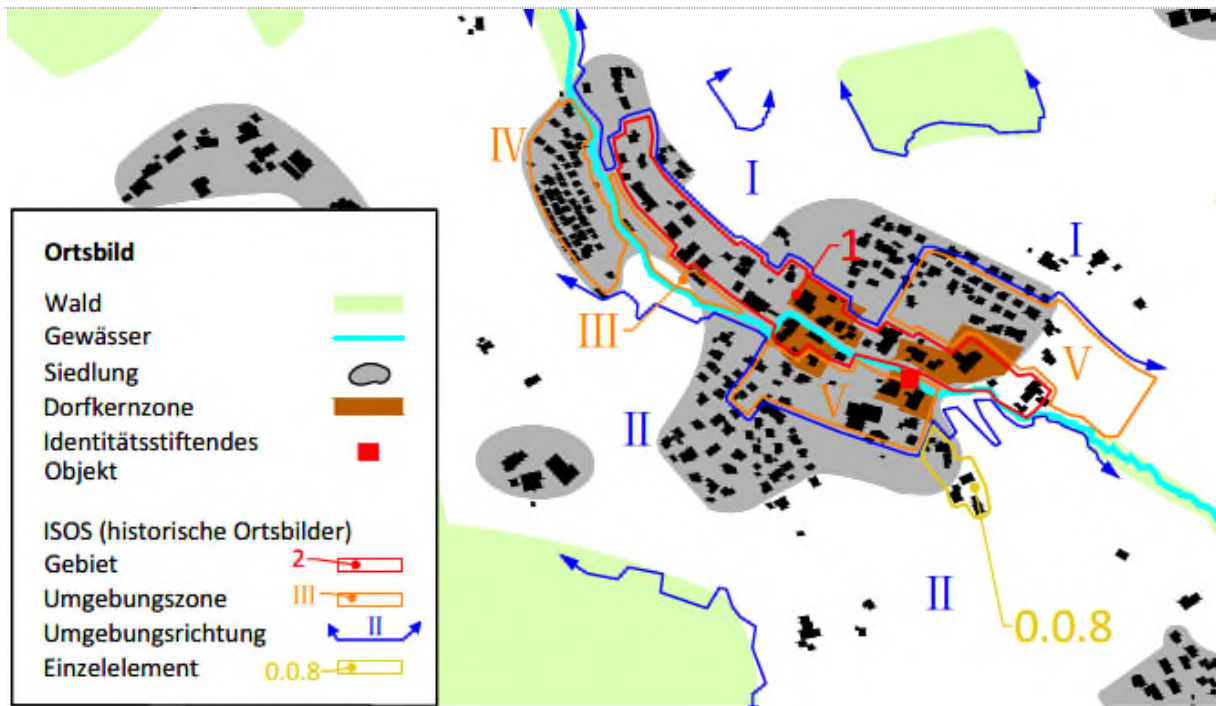 IV
I
1
I
III
V
V
II
II
0.0.8
Ortsbild
Wald
Gewässer
Siedlung
Dorfkernzone
Identitätsstiftendes
Objekt
ISOS (historische Ortsbilder)
Gebiet 2
Umgebungszone III
Umgebungsrichtung II
Einzelelement 0.0.8